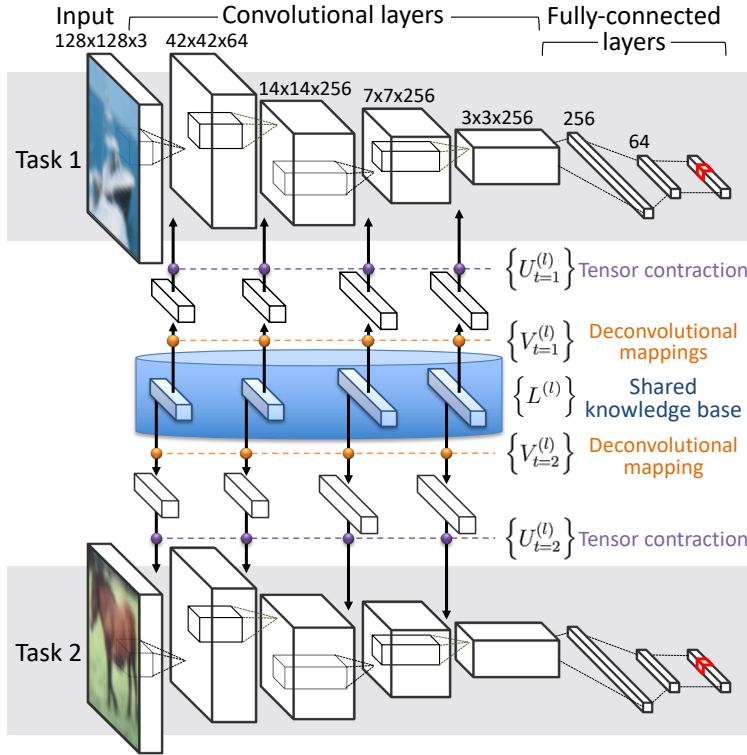 Input
Convolutional layers
Fully-connected
layers
128x128x3
42x42x64
14x14x256
7x7x256
3x3x256
256
64
Task 1
{U_{t=1}^{(l)}} Tensor contraction
{V_{t=1}^{(l)}} Deconvolutional
mappings
{L^{(l)}} Shared
knowledge base
{V_{t=2}^{(l)}} Deconvolutional
mapping
{U_{t=2}^{(l)}} Tensor contraction
Task 2